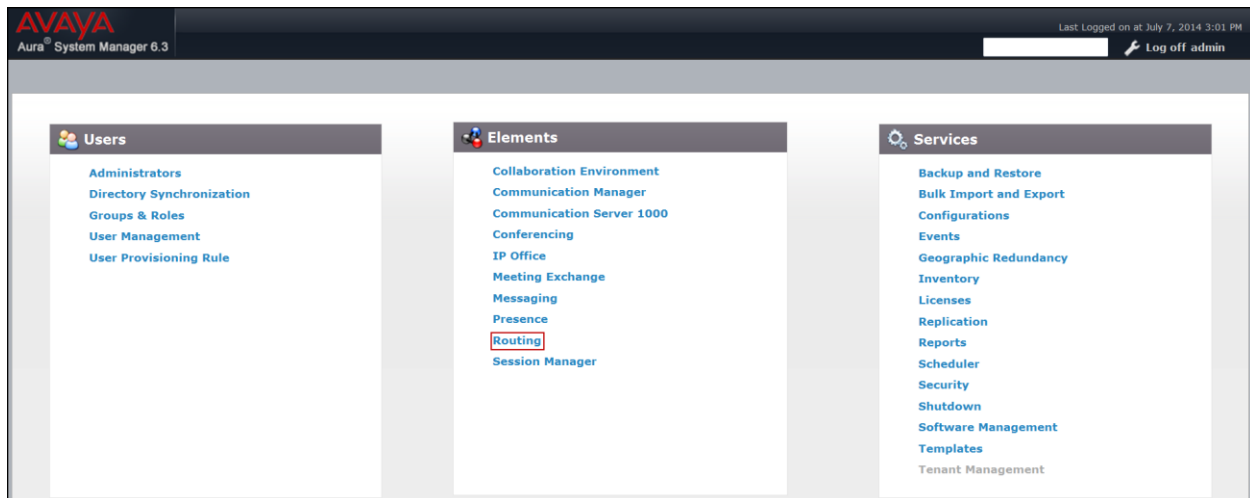 AVAYA
Aura® System Manager 6.3
Last Logged on at July 7, 2014 3:01 PM
Log off admin
Users
Administrators
Directory Synchronization
Groups & Roles
User Management
User Provisioning Rule
Elements
Collaboration Environment
Communication Manager
Communication Server 1000
Conferencing
IP Office
Meeting Exchange
Messaging
Presence
Routing
Session Manager
Services
Backup and Restore
Bulk Import and Export
Configurations
Events
Geographic Redundancy
Inventory
Licenses
Replication
Reports
Scheduler
Security
Shutdown
Software Management
Templates
Tenant Management